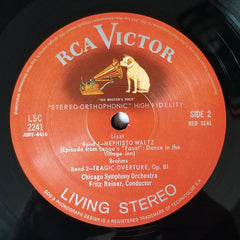 RCA VICTOR
"HIS MASTER'S VOICE"
"STEREO-ORTHOPHONIC" HIGH FIDELITY
LSC
2241
J2RY-4416
SIDE 2
RED SEAL
Liszt
Band 1—MEPHISTO WALTZ
(Episode from Lenau's "Faust": Dance in the
Village Inn)
Brahms
Band 2—TRAGIC OVERTURE, Op. 81
Chicago Symphony Orchestra
Fritz Reiner, Conductor
LIVING STEREO